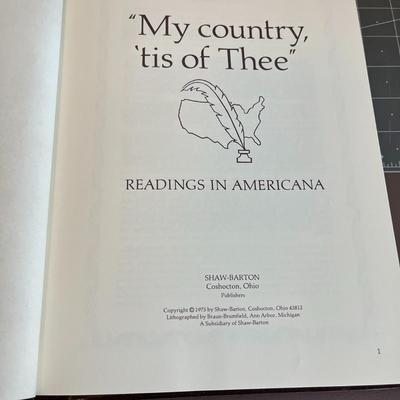 “My country,
‘tis of Thee”
READINGS IN AMERICANA
SHAW-BARTON
Coshocton, Ohio
Publishers
Copyright © 1975 by Shaw-Barton, Coshocton, Ohio 43812
Lithographed by Braun-Brumfield, Ann Arbor, Michigan
A Subsidiary of Shaw-Barton
1